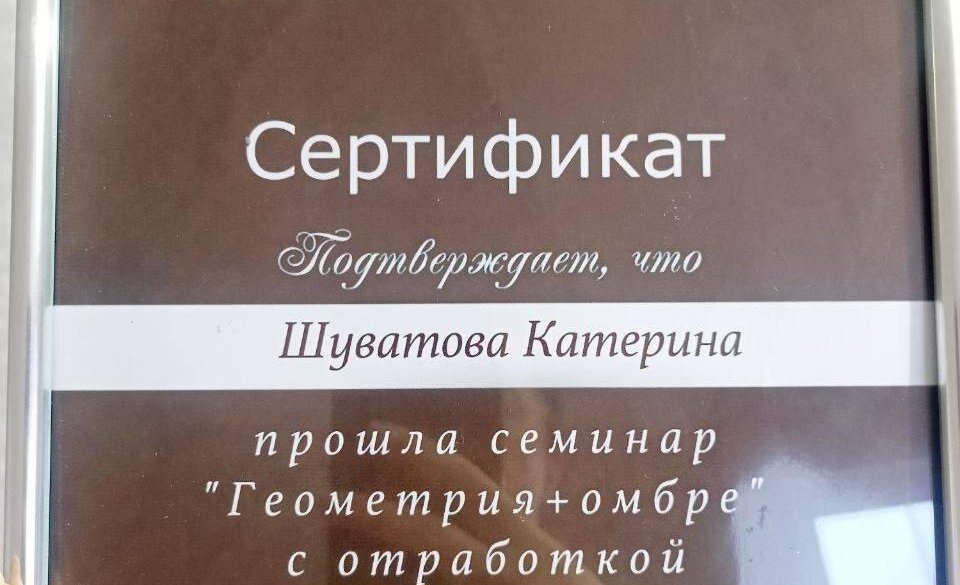 Сертификат
Подтверждает, что
Шуватова Катерина
прошла семинар
"Геометрия+омбре"
с отработкой